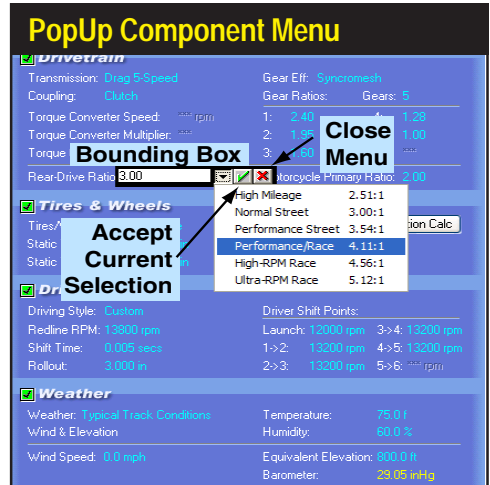 PopUp Component Menu
Drivetrain
Transmission: Drag 5-Speed Gear Eff: Syncromesh
Coupling: Clutch Gear Ratios: Gears: 5
Torque Converter Speed: *** rpm 1: 2.40 4: 1.28
Torque Converter Multiplier: *** 2: 1.95 1.00
Torque 3: 1.60 ***
Close
Menu
Bounding Box
Rear-Drive Ratio 3.00 Motorcycle Primary Ratio: 2.00
High Mileage 2.51:1
Normal Street 3.00:1
Performance Street 3.54:1
Performance/Race 4.11:1
High-RPM Race 4.56:1
Ultra-RPM Race 5.12:1
Tires & Wheels
Tires/ Calc
Static
Static in
Accept
Current
Selection
Driving Style: Custom Driver Shift Points:
Redline RPM: 13800 rpm Launch: 12000 rpm 3->4: 13200 rpm
Shift Time: 0.005 secs 1->2: 13200 rpm 4->5: 13200 rpm
Rollout: 3.000 in 2->3: 13200 rpm 5->6: *** rpm
Weather
Weather: Typical Track Conditions Temperature: 75.0 f
Wind & Elevation Humidity: 60.0 %
Wind Speed: 0.0 mph Equivalent Elevation: 800.0 ft
Barometer: 29.05 inHg